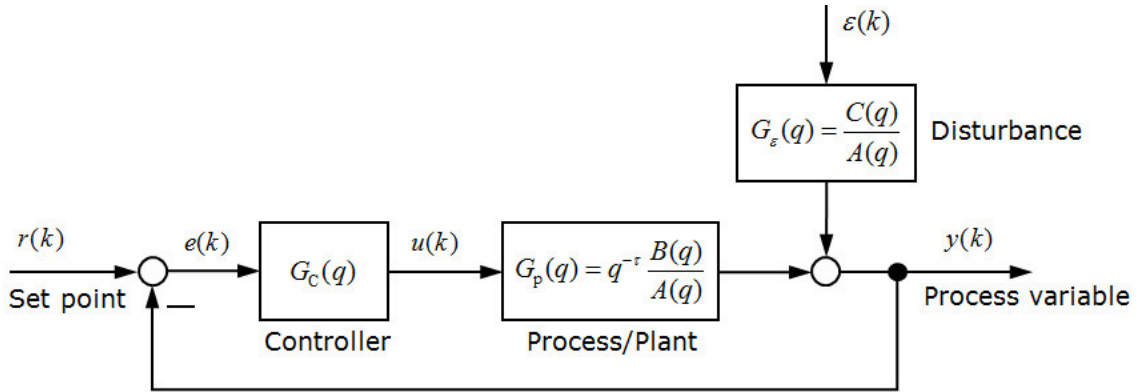 ε(k)
G_ε(q) = C(q)/A(q)
Disturbance
r(k)
Set point
e(k)
G_C(q)
Controller
u(k)
G_p(q) = q^{-τ} B(q)/A(q)
Process/Plant
y(k)
Process variable
—